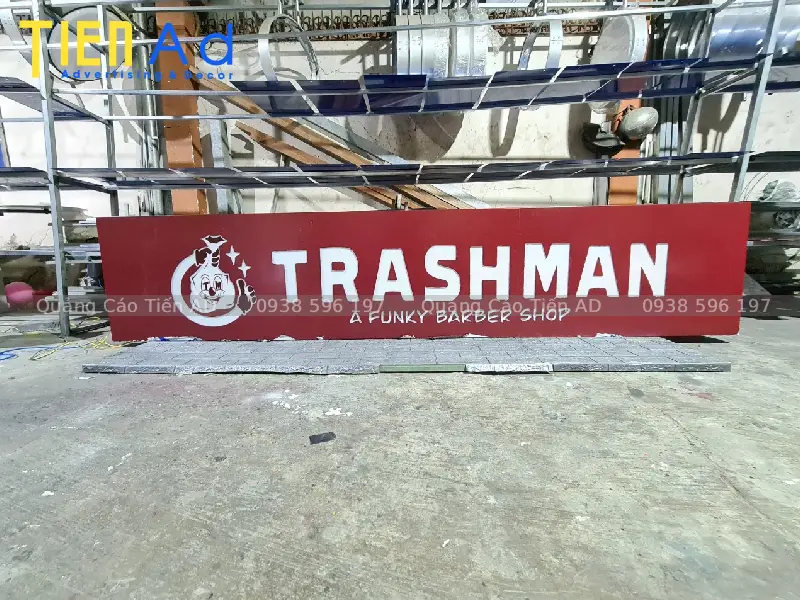 TIEN Ad
Advertising & Decor
TRASHMAN
A FUNKY BARBER SHOP
Quảng Cáo Tiến AD 0938 596 197 Quảng Cáo Tiến AD 0938 596 197